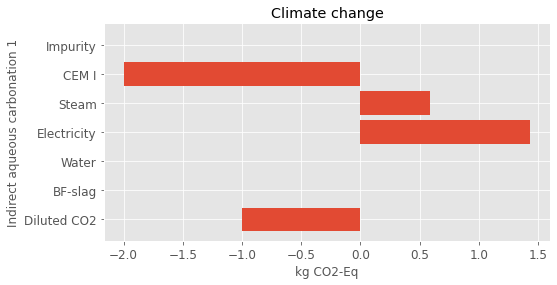 Climate change
Indirect aqueous carbonation 1
Impurity
CEM I
Steam
Electricity
Water
BF-slag
Diluted CO2
−2.0 −1.5 −1.0 −0.5 0.0 0.5 1.0 1.5
kg CO2-Eq